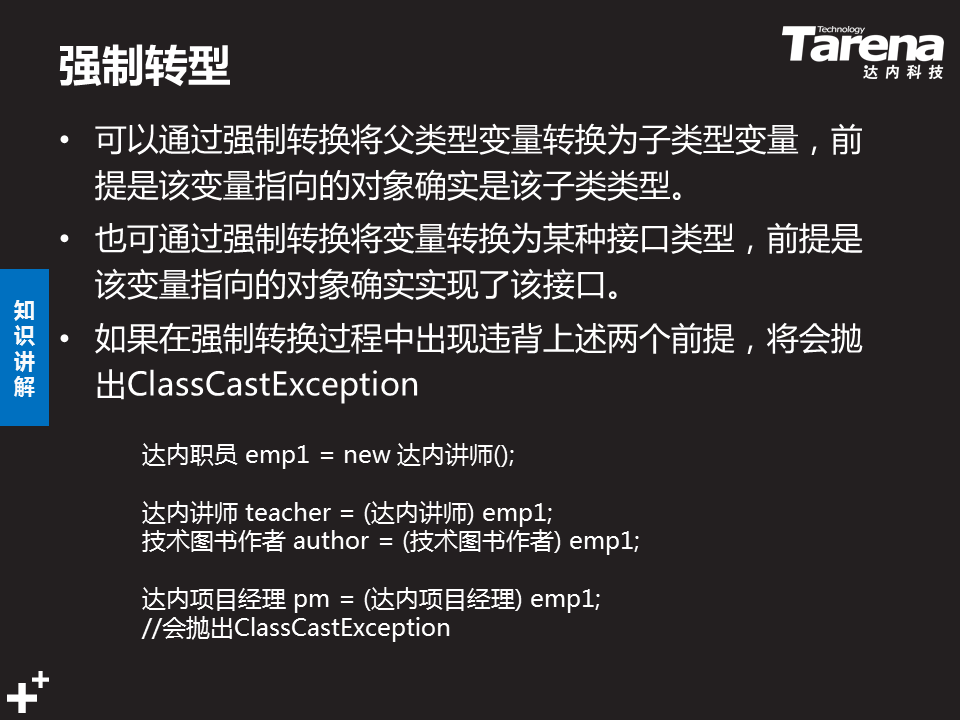 强制转型
Technology
Tarena
达内科技
• 可以通过强制转换将父类型变量转换为子类型变量，前
提是该变量指向的对象确实是该子类类型。
• 也可通过强制转换将变量转换为某种接口类型，前提是
该变量指向的对象确实实现了该接口。
• 如果在强制转换过程中出现违背上述两个前提，将会抛
出ClassCastException
知
识
讲
解
达内职员 emp1 = new 达内讲师();
达内讲师 teacher = (达内讲师) emp1;
技术图书作者 author = (技术图书作者) emp1;
达内项目经理 pm = (达内项目经理) emp1;
//会抛出ClassCastException